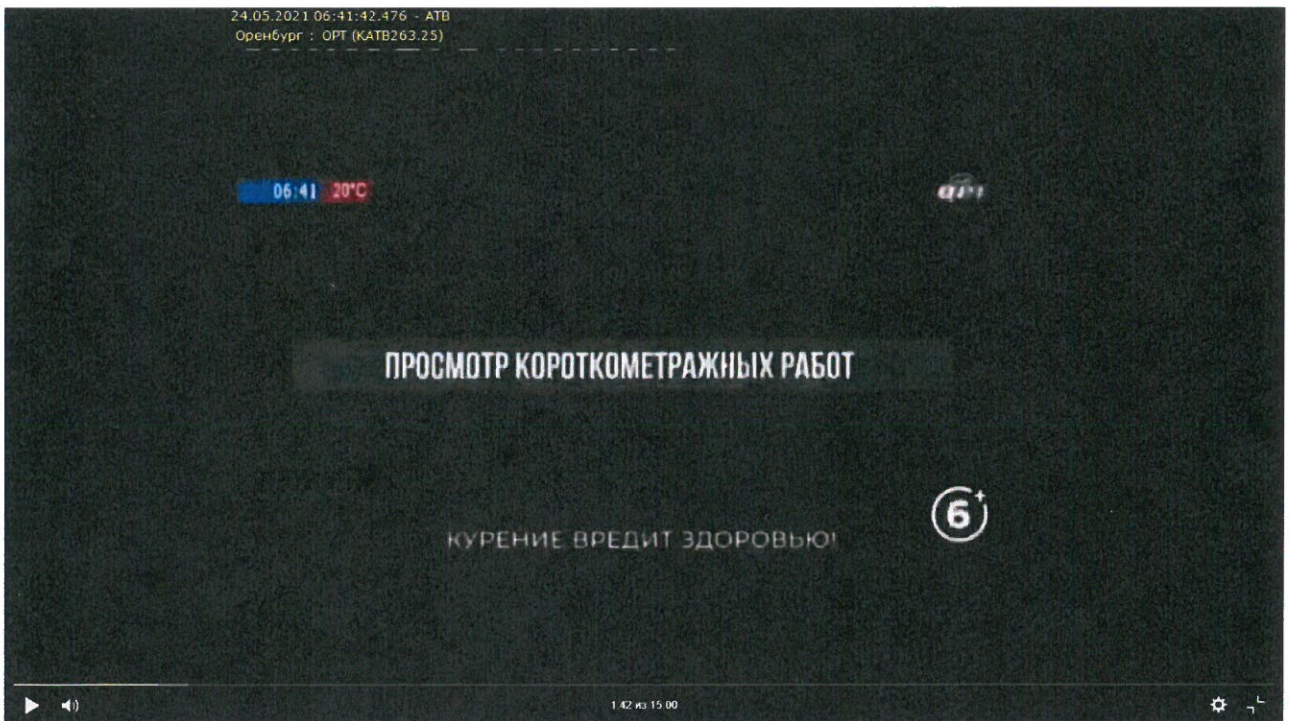 24.05.2021 06:41:42.476 - АТВ
Оренбург : ОРТ (КАТВ263.25)
06:41 20°C
орт
ПРОСМОТР КОРОТКОМЕТРАЖНЫХ РАБОТ
6+
КУРЕНИЕ ВРЕДИТ ЗДОРОВЬЮ!
1.42 из 15.00